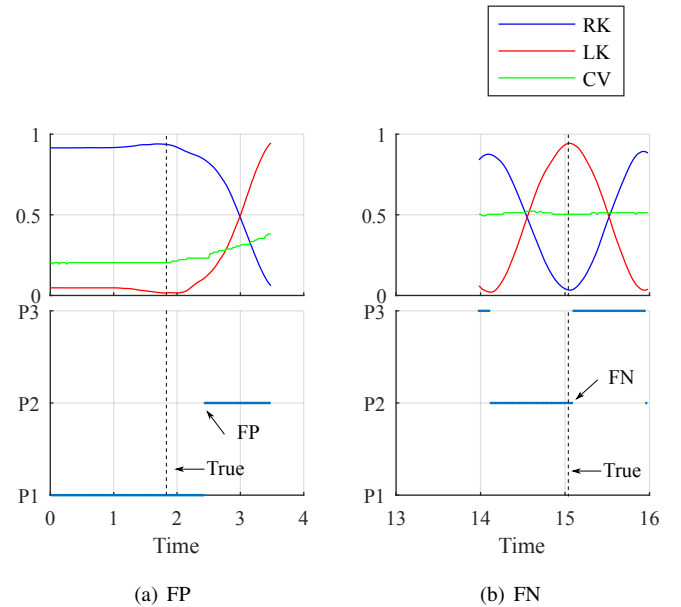 RK
LK
CV
1
0.5
0
P3
P2
P1
FP
True
0 1 2 3 4
Time
(a) FP
1
0.5
0
P3
P2
P1
FN
True
13 14 15 16
Time
(b) FN